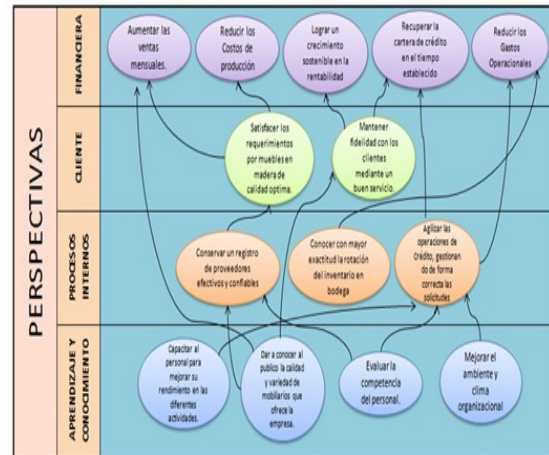 PERSPECTIVAS
FINANCIERA
Aumentar las
ventas
mensuales.
Reducir los
Costos de
producción
Lograr un
crecimiento
sostenible en la
rentabilidad
Recuperar la
cartera de crédito
en el tiempo
establecido
Reducir los
Gastos
Operacionales
CLIENTE
Satisfacer los
requerimientos
por muebles en
madera de
calidad optima.
Mantener
fidelidad con los
clientes
mediante un
buen servicio.
PROCESOS
INTERNOS
Conservar un registro
de proveedores
efectivos y confiables
Conocer con mayor
exactitud la rotación
del inventario en
bodega
Agilizar las
operaciones de
Crédito, gestionan
do de forma
correcta las
solicitudes
APRENDIZAJE Y
CONOCIMIENTO
Capacitar al
personal para
mejorar su
rendimiento en las
diferentes
actividades.
Dar a conocer al
publico la calidad
y variedad de
mobiliarios que
ofrece la
empresa.
Evaluar la
competencia
del personal.
Mejorar el
ambiente y
clima
organizacional